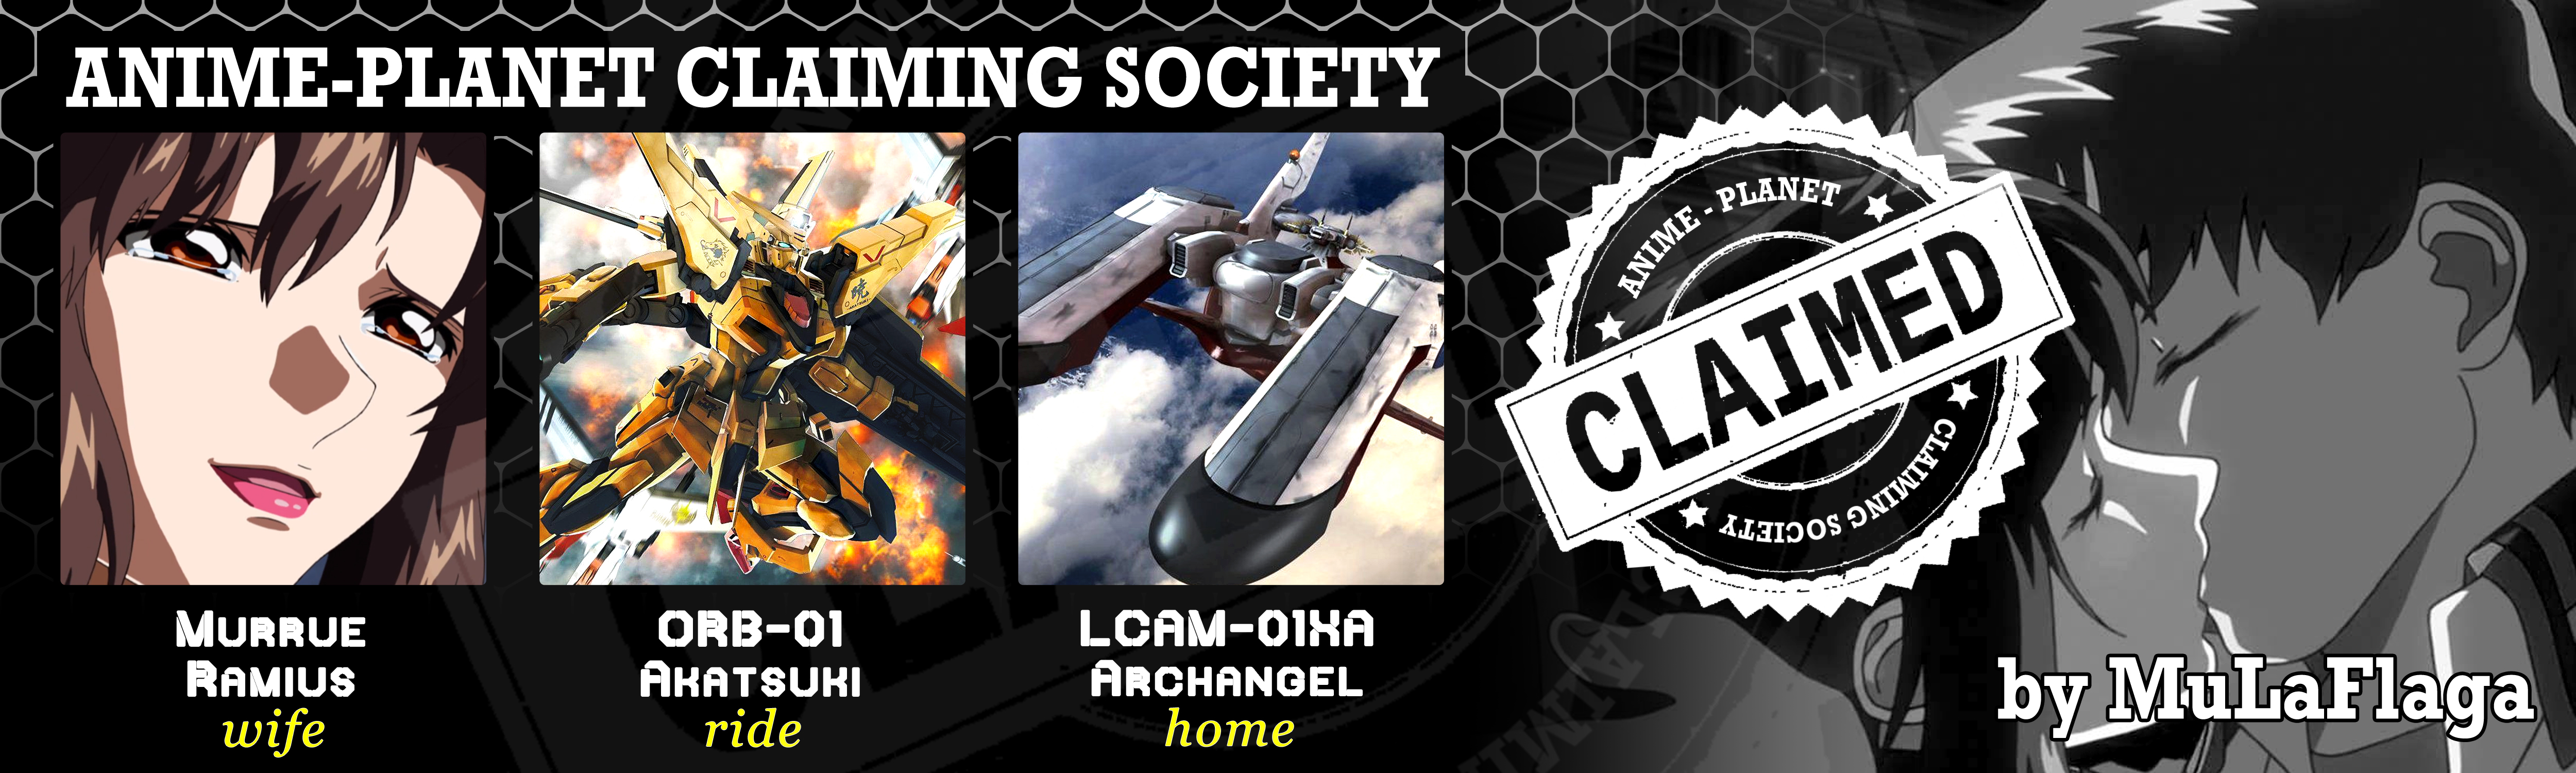 ANIME-PLANET CLAIMING SOCIETY
MURRUE
RAMIUS
wife
ORB-01
AKATSUKI
ride
LCAM-01XA
ARCHANGEL
home
ANIME - PLANET
CLAIMED
CLAIMING SOCIETY
by MuLaFlaga